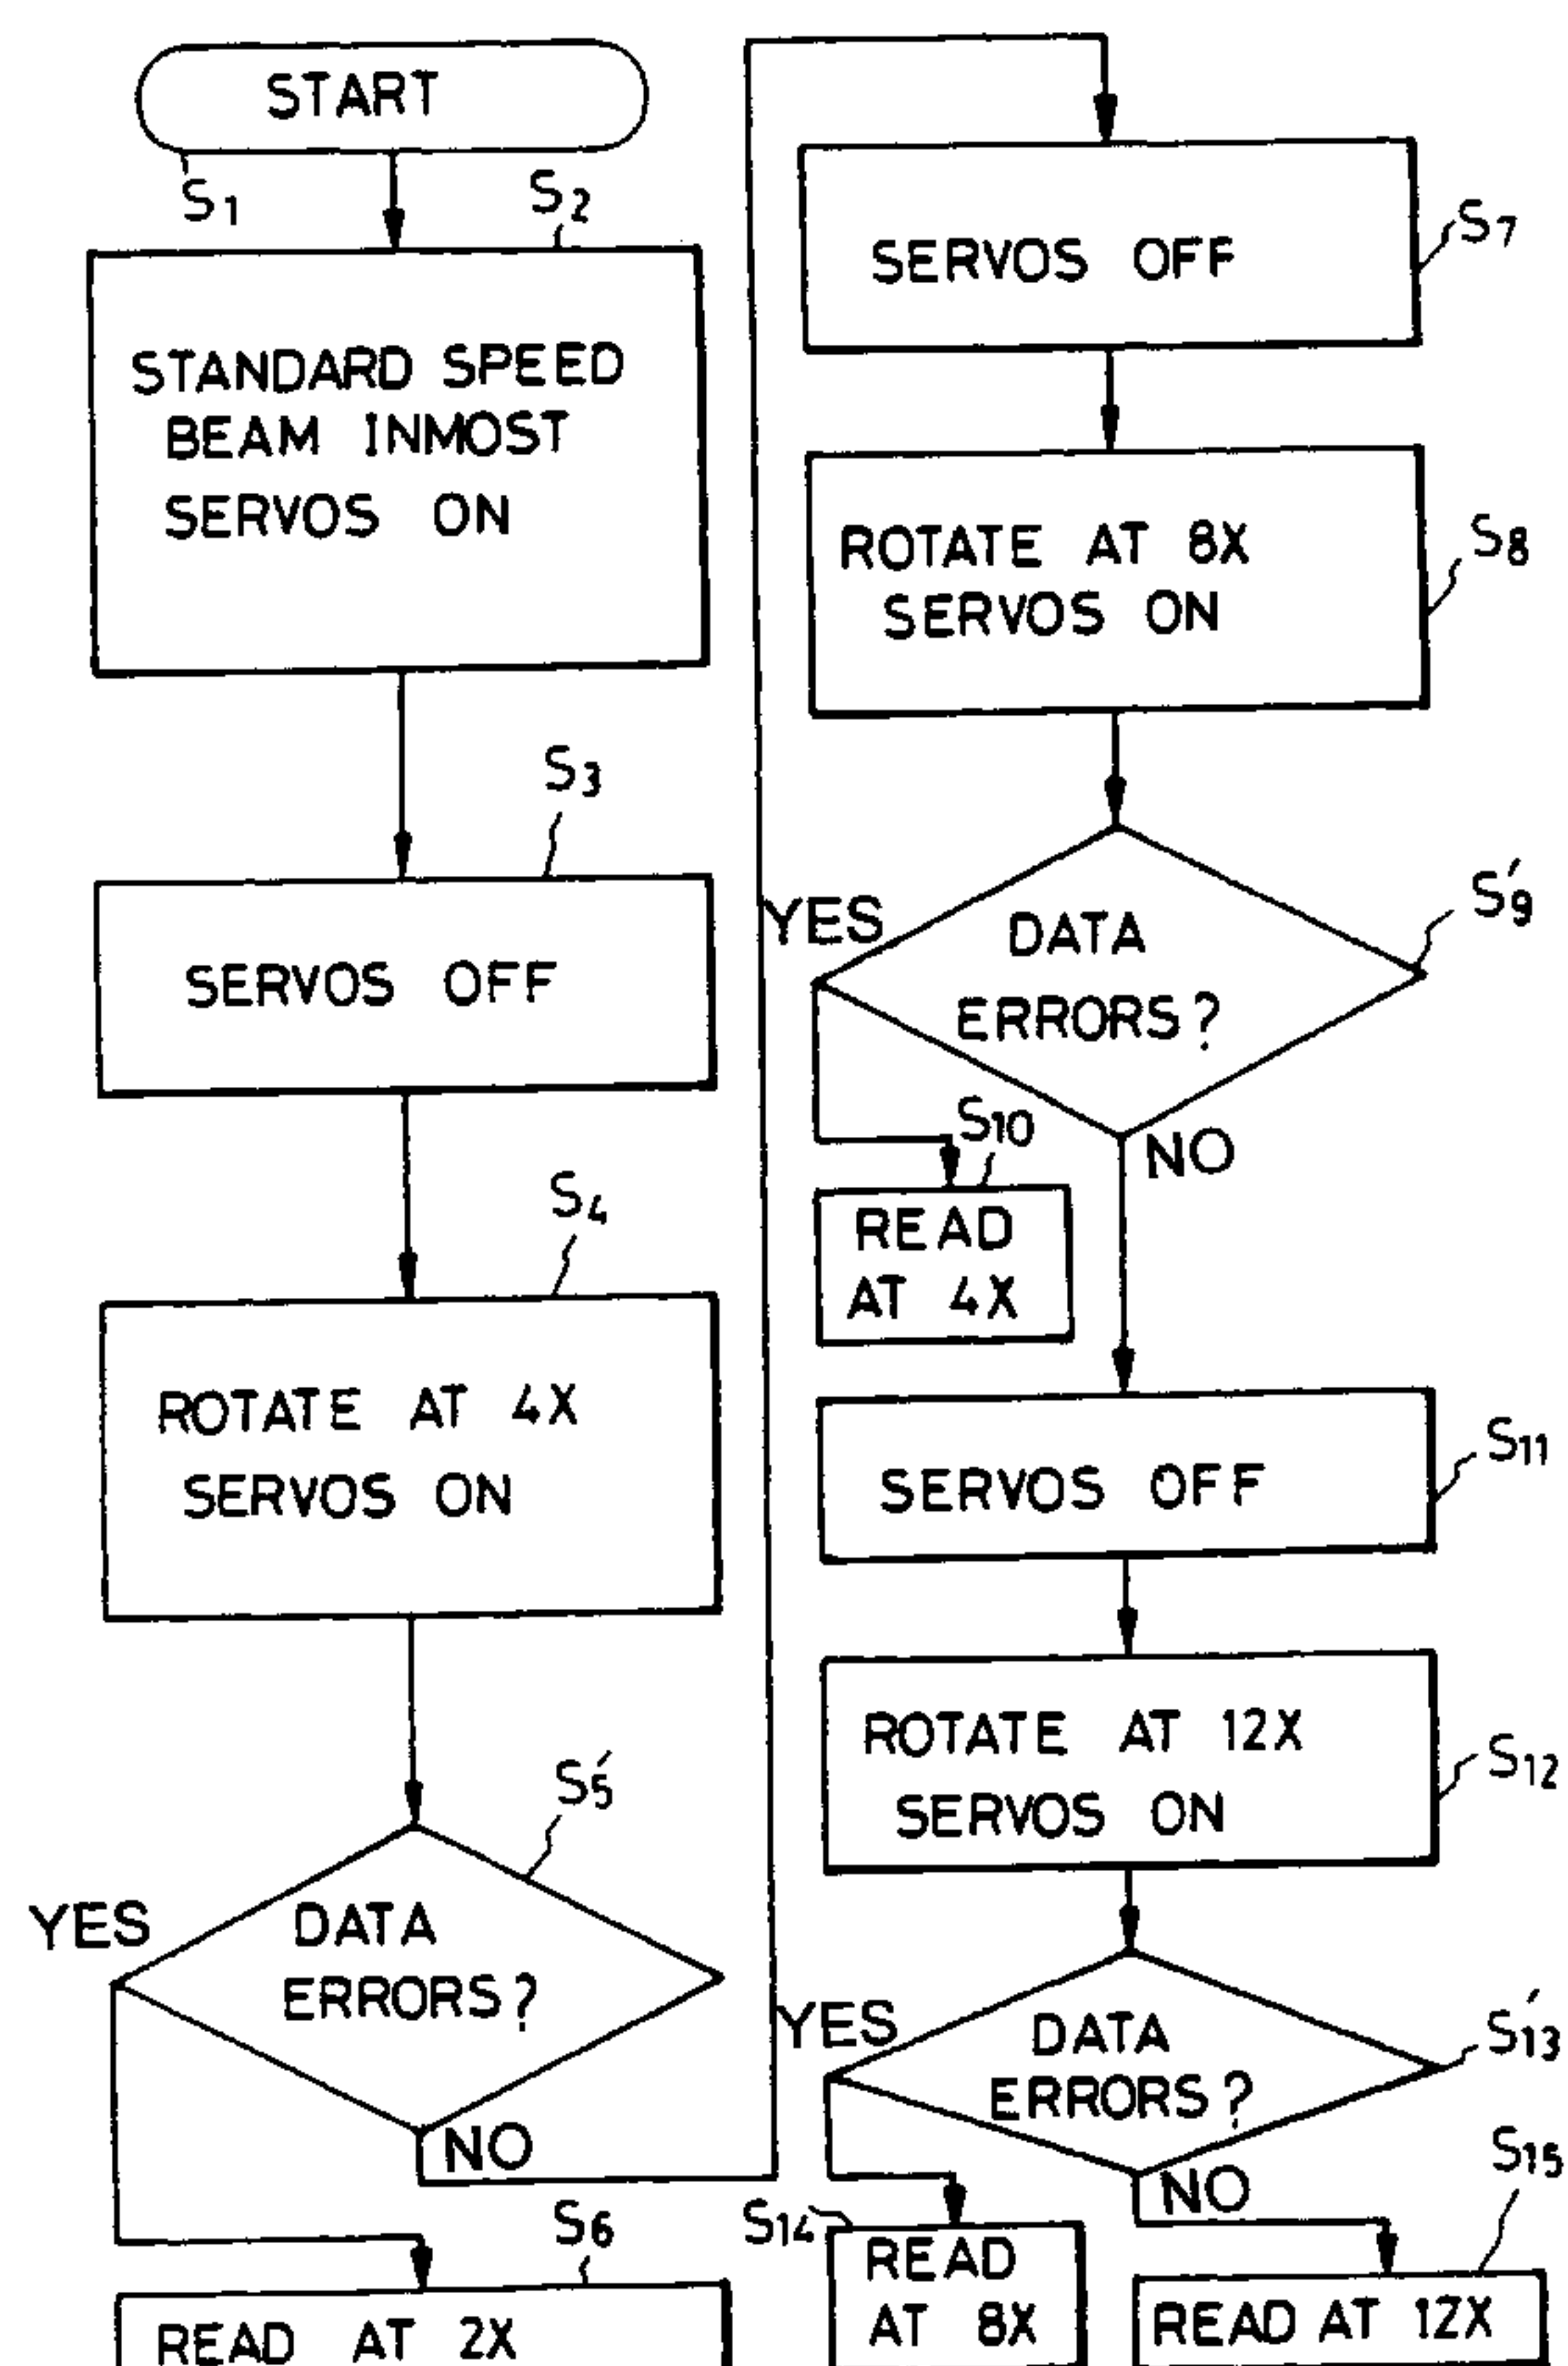 START
S1
S2
STANDARD SPEED
BEAM INMOST
SERVOS ON
S3
SERVOS OFF
S4
ROTATE AT 4X
SERVOS ON
S5'
YES
DATA
ERRORS?
NO
S6
READ AT 2X
SERVOS OFF
S7
ROTATE AT 8X
SERVOS ON
S8
YES
DATA
ERRORS?
S9'
NO
S10
READ
AT 4X
SERVOS OFF
S11
ROTATE AT 12X
SERVOS ON
S12
YES
DATA
ERRORS?
S13'
NO
S14
READ
AT 8X
S15
READ AT 12X